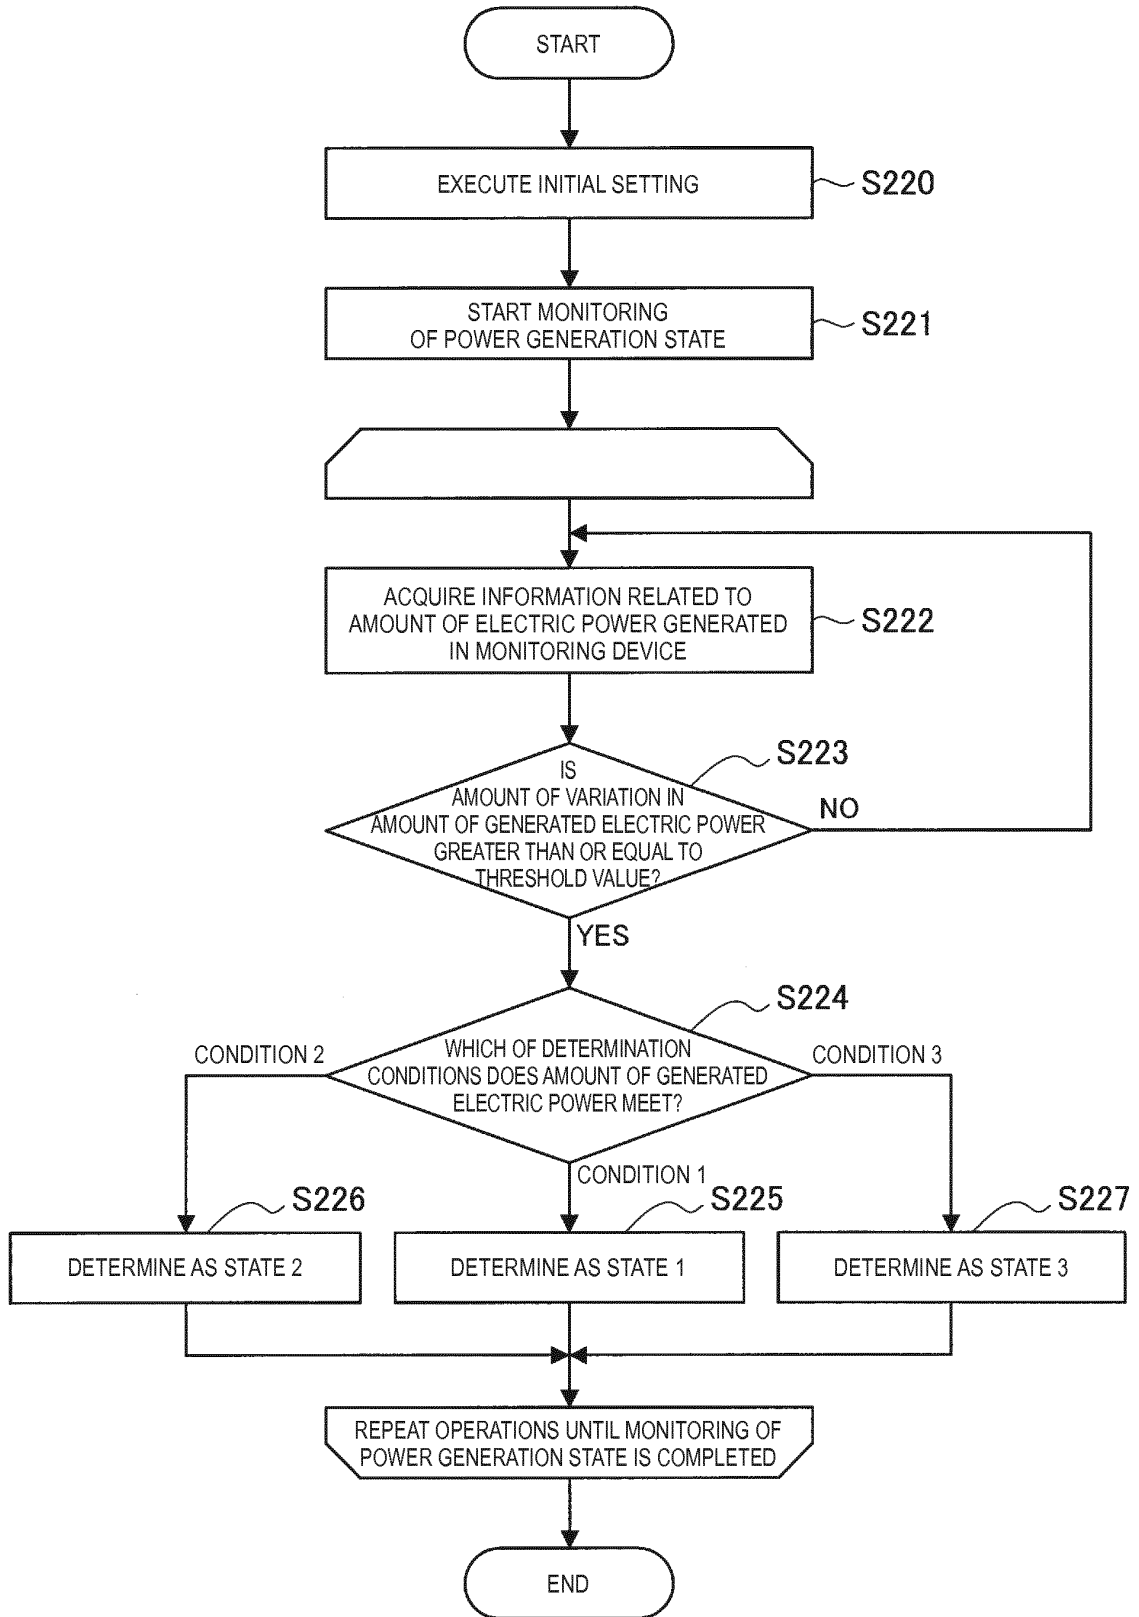 START
EXECUTE INITIAL SETTING
S220
START MONITORING
OF POWER GENERATION STATE
S221
ACQUIRE INFORMATION RELATED TO
AMOUNT OF ELECTRIC POWER GENERATED
IN MONITORING DEVICE
S222
S223
IS
AMOUNT OF VARIATION IN
AMOUNT OF GENERATED ELECTRIC POWER
GREATER THAN OR EQUAL TO
THRESHOLD VALUE?
NO
YES
S224
WHICH OF DETERMINATION
CONDITIONS DOES AMOUNT OF GENERATED
ELECTRIC POWER MEET?
CONDITION 2
CONDITION 3
CONDITION 1
S226
S225
S227
DETERMINE AS STATE 2
DETERMINE AS STATE 1
DETERMINE AS STATE 3
REPEAT OPERATIONS UNTIL MONITORING OF
POWER GENERATION STATE IS COMPLETED
END